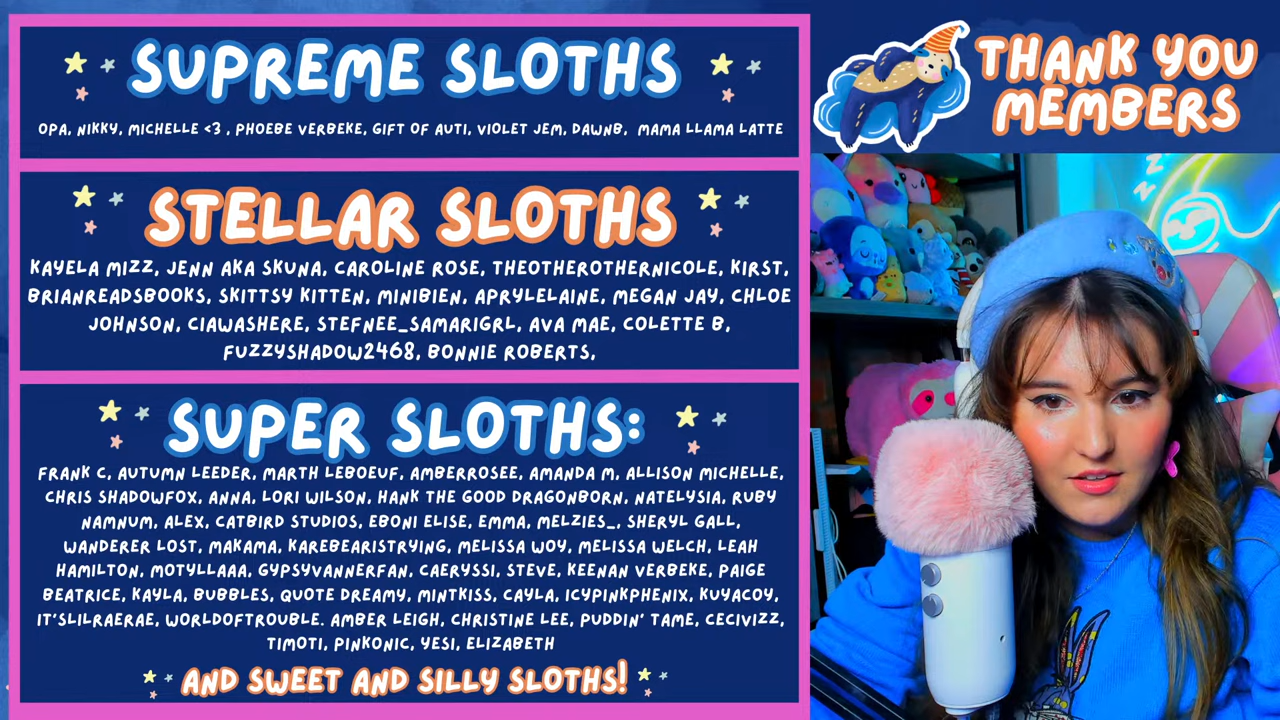 SUPREME SLOTHS
OPA, NIKKY, MICHELLE <3 , PHOEBE VERBEKE, GIFT OF AUTI, VIOLET JEM, DAWNB, MAMA LLAMA LATTE
STELLAR SLOTHS
KAYELA MIZZ, JENN AKA SKUNA, CAROLINE ROSE, THEOTHEROTHERNICOLE, KIRST,
BRIANREADSBOOKS, SKITTSY KITTEN, MINIBIEN, APRYLELAINE, MEGAN JAY, CHLOE
JOHNSON, CIAWASHERE, STEFNEE_SAMARIGRL, AVA MAE, COLETTE B,
FUZZYSHADOW2468, BONNIE ROBERTS,
SUPER SLOTHS:
FRANK C, AUTUMN LEEDER, MARTH LEBOEUF, AMBERROSEE, AMANDA M, ALLISON MICHELLE,
CHRIS SHADOWFOX, ANNA, LORI WILSON, HANK THE GOOD DRAGONBORN, NATELYSIA, RUBY
NAMNUM, ALEX, CATBIRD STUDIOS, EBONI ELISE, EMMA, MELZIES_, SHERYL GALL,
WANDERER LOST, MAKAMA, KAREBEARISTRYING, MELISSA WOY, MELISSA WELCH, LEAH
HAMILTON, MOTYLLAAA, GYPSYVANNERFAN, CAERYSSI, STEVE, KEENAN VERBEKE, PAIGE
BEATRICE, KAYLA, BUBBLES, QUOTE DREAMY, MINTKISS, CAYLA, ICYPINKPHENIX, KUYACOY,
IT'SLILRAERAE, WORLDOFTROUBLE. AMBER LEIGH, CHRISTINE LEE, PUDDIN' TAME, CECIVIZZ,
TIMOTI, PINKONIC, YESI, ELIZABETH
AND SWEET AND SILLY SLOTHS!
THANK YOU
MEMBERS
Z
Z
Z